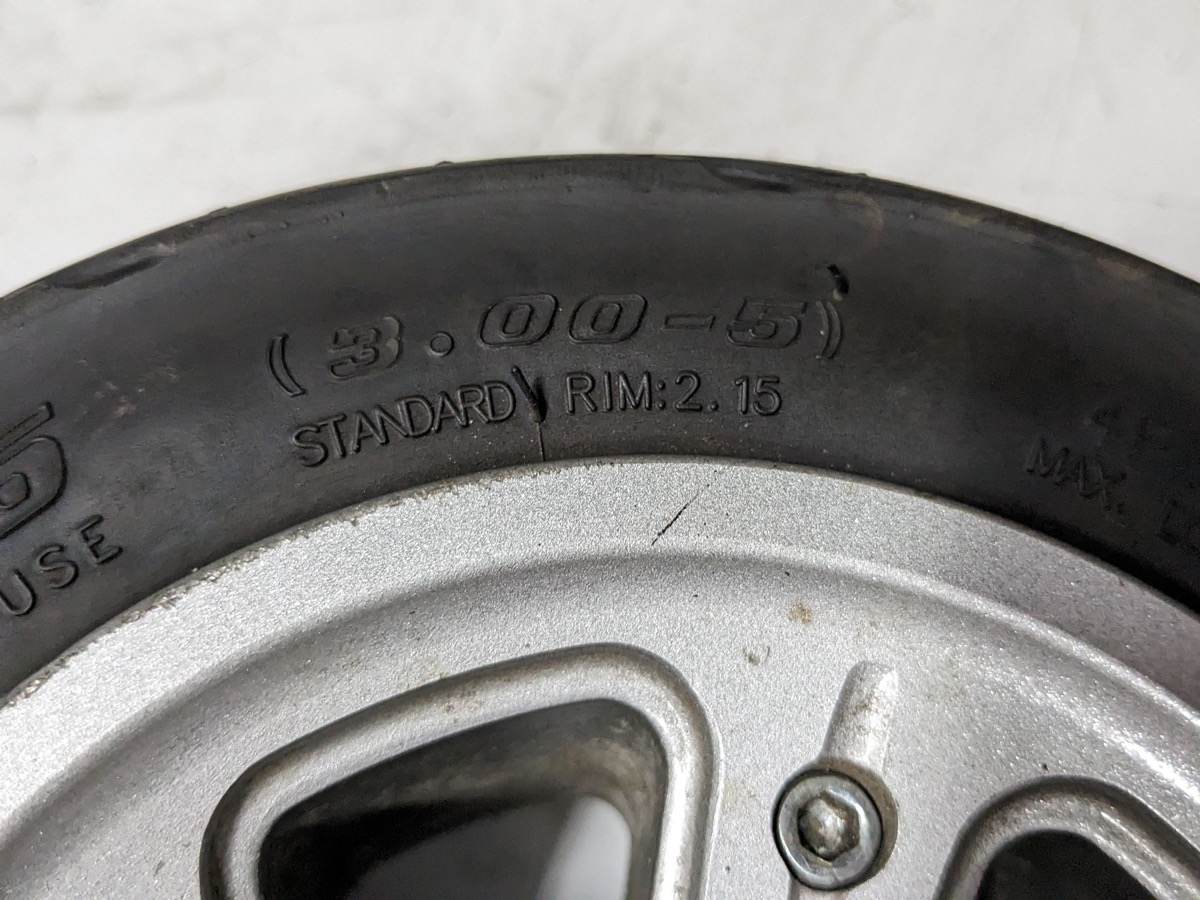 (3.00-5)
STANDARD RIM:2.15
USE
MAX.